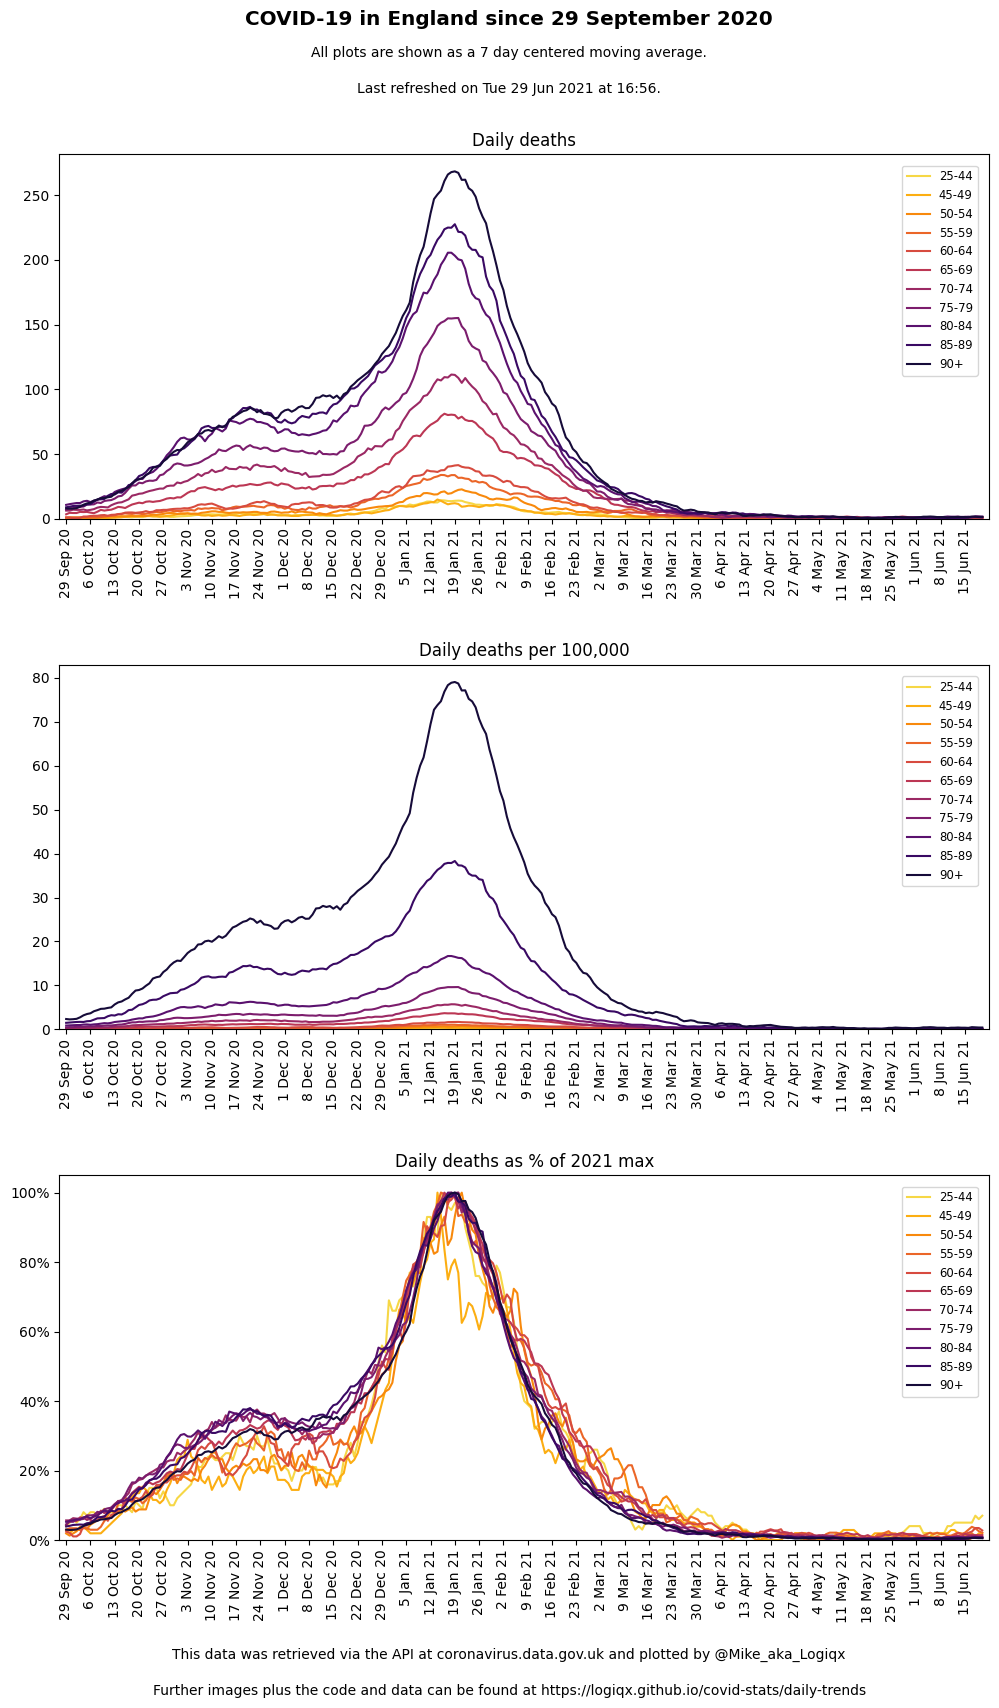 COVID-19 in England since 29 September 2020
All plots are shown as a 7 day centered moving average.
Last refreshed on Tue 29 Jun 2021 at 16:56.
Daily deaths
250
200
150
100
50
0
25-44
45-49
50-54
55-59
60-64
65-69
70-74
75-79
80-84
85-89
90+
29 Sep 20
6 Oct 20
13 Oct 20
20 Oct 20
27 Oct 20
3 Nov 20
10 Nov 20
17 Nov 20
24 Nov 20
1 Dec 20
8 Dec 20
15 Dec 20
22 Dec 20
29 Dec 20
5 Jan 21
12 Jan 21
19 Jan 21
26 Jan 21
2 Feb 21
9 Feb 21
16 Feb 21
23 Feb 21
2 Mar 21
9 Mar 21
16 Mar 21
23 Mar 21
30 Mar 21
6 Apr 21
13 Apr 21
20 Apr 21
27 Apr 21
4 May 21
11 May 21
18 May 21
25 May 21
1 Jun 21
8 Jun 21
15 Jun 21
Daily deaths per 100,000
80
70
60
50
40
30
20
10
0
25-44
45-49
50-54
55-59
60-64
65-69
70-74
75-79
80-84
85-89
90+
29 Sep 20
6 Oct 20
13 Oct 20
20 Oct 20
27 Oct 20
3 Nov 20
10 Nov 20
17 Nov 20
24 Nov 20
1 Dec 20
8 Dec 20
15 Dec 20
22 Dec 20
29 Dec 20
5 Jan 21
12 Jan 21
19 Jan 21
26 Jan 21
2 Feb 21
9 Feb 21
16 Feb 21
23 Feb 21
2 Mar 21
9 Mar 21
16 Mar 21
23 Mar 21
30 Mar 21
6 Apr 21
13 Apr 21
20 Apr 21
27 Apr 21
4 May 21
11 May 21
18 May 21
25 May 21
1 Jun 21
8 Jun 21
15 Jun 21
Daily deaths as % of 2021 max
100%
80%
60%
40%
20%
0%
25-44
45-49
50-54
55-59
60-64
65-69
70-74
75-79
80-84
85-89
90+
29 Sep 20
6 Oct 20
13 Oct 20
20 Oct 20
27 Oct 20
3 Nov 20
10 Nov 20
17 Nov 20
24 Nov 20
1 Dec 20
8 Dec 20
15 Dec 20
22 Dec 20
29 Dec 20
5 Jan 21
12 Jan 21
19 Jan 21
26 Jan 21
2 Feb 21
9 Feb 21
16 Feb 21
23 Feb 21
2 Mar 21
9 Mar 21
16 Mar 21
23 Mar 21
30 Mar 21
6 Apr 21
13 Apr 21
20 Apr 21
27 Apr 21
4 May 21
11 May 21
18 May 21
25 May 21
1 Jun 21
8 Jun 21
15 Jun 21
This data was retrieved via the API at coronavirus.data.gov.uk and plotted by @Mike_aka_Logiqx
Further images plus the code and data can be found at https://logiqx.github.io/covid-stats/daily-trends